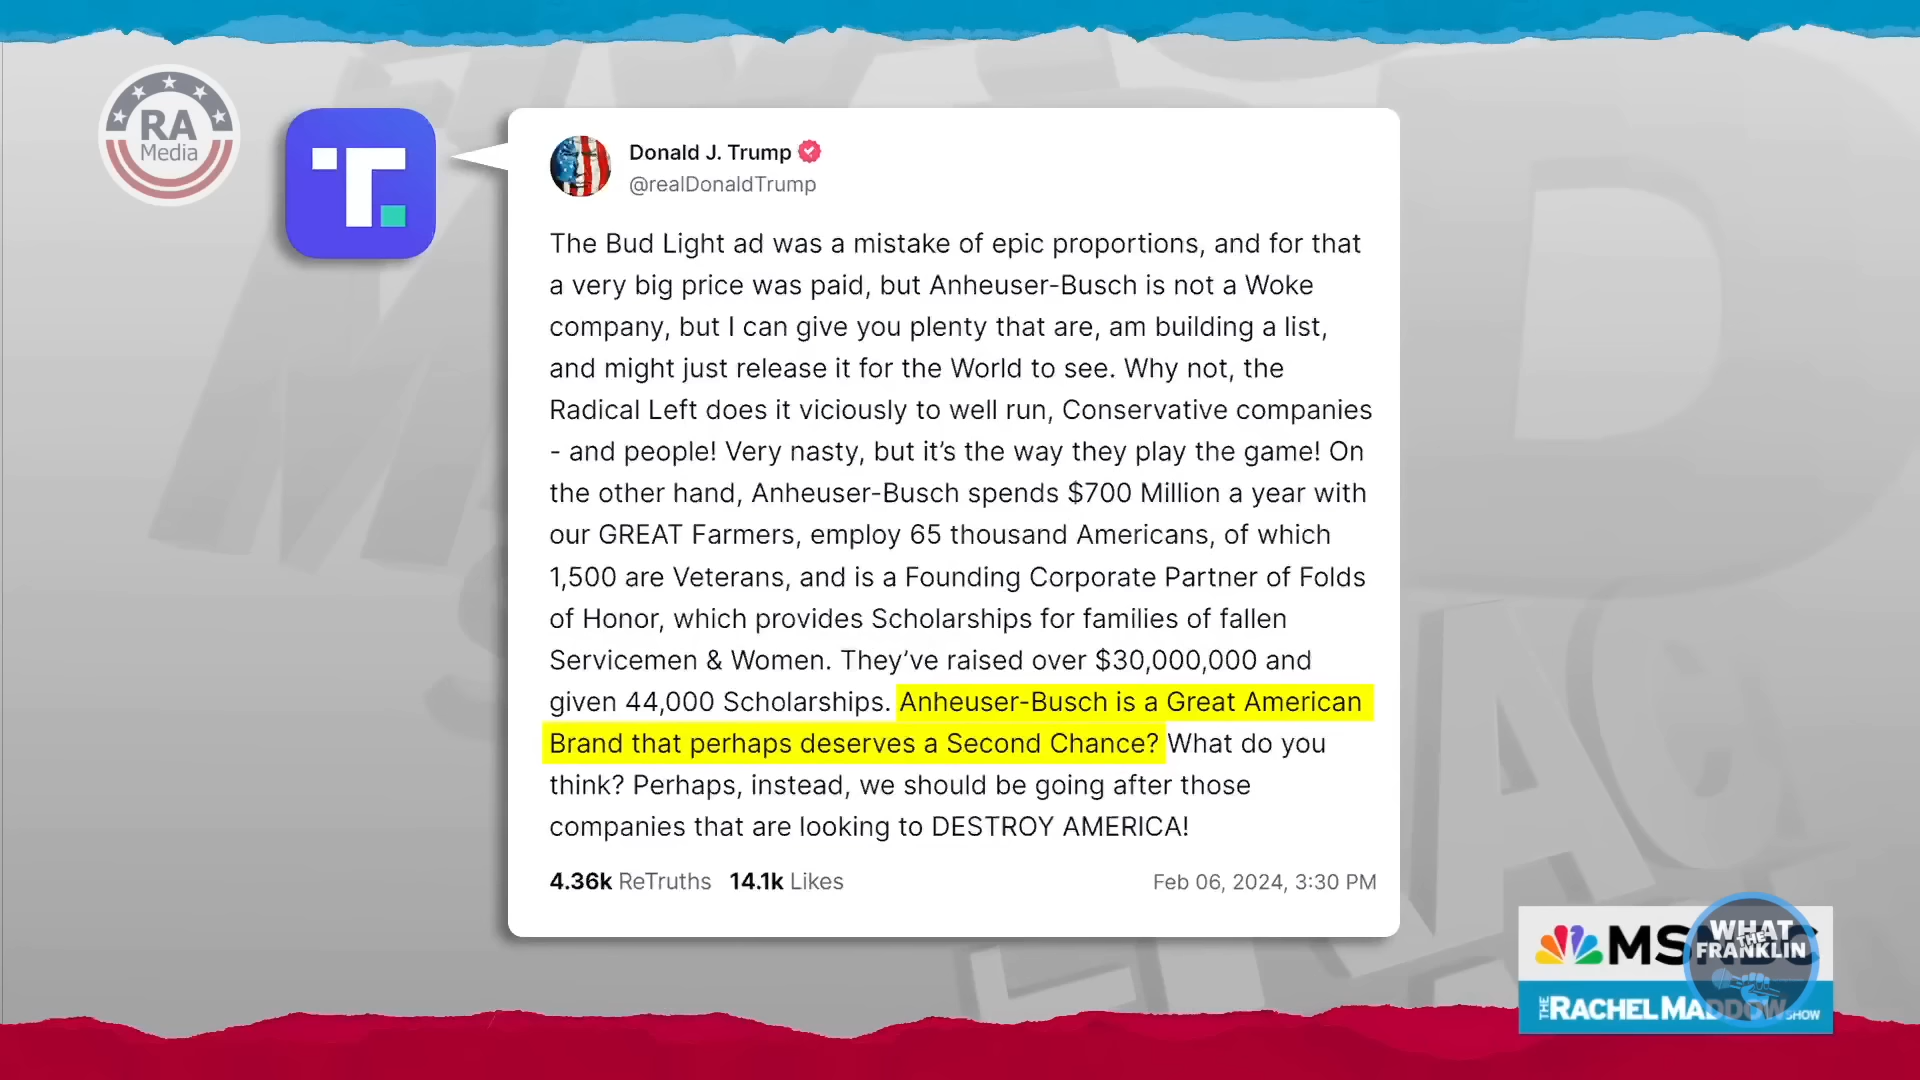 RA
Media
T.
Donald J. Trump
@realDonaldTrump
The Bud Light ad was a mistake of epic proportions, and for that
a very big price was paid, but Anheuser-Busch is not a Woke
company, but I can give you plenty that are, am building a list,
and might just release it for the World to see. Why not, the
Radical Left does it viciously to well run, Conservative companies
- and people! Very nasty, but it’s the way they play the game! On
the other hand, Anheuser-Busch spends $700 Million a year with
our GREAT Farmers, employ 65 thousand Americans, of which
1,500 are Veterans, and is a Founding Corporate Partner of Folds
of Honor, which provides Scholarships for families of fallen
Servicemen & Women. They’ve raised over $30,000,000 and
given 44,000 Scholarships. Anheuser-Busch is a Great American
Brand that perhaps deserves a Second Chance? What do you
think? Perhaps, instead, we should be going after those
companies that are looking to DESTROY AMERICA!
4.36k ReTruths 14.1k Likes
Feb 06, 2024, 3:30 PM
MSNBC
WHAT
THE
FRANKLIN
THE RACHEL MADDOW SHOW